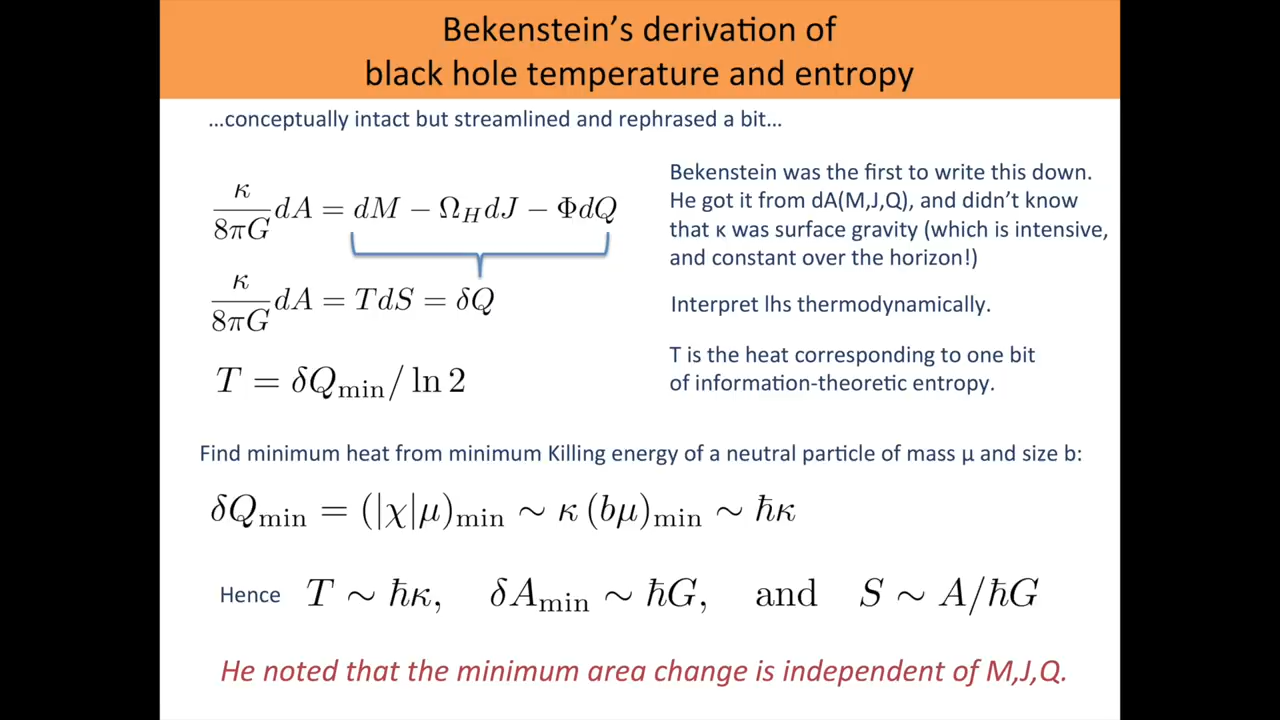 Bekenstein's derivation of
black hole temperature and entropy
...conceptually intact but streamlined and rephrased a bit...
κ/8πG dA = dM − Ω_H dJ − ΦdQ
Bekenstein was the first to write this down.
He got it from dA(M,J,Q), and didn't know
that κ was surface gravity (which is intensive,
and constant over the horizon!)
κ/8πG dA = TdS = δQ
Interpret lhs thermodynamically.
T = δQ_min / ln 2
T is the heat corresponding to one bit
of information-theoretic entropy.
Find minimum heat from minimum Killing energy of a neutral particle of mass μ and size b:
δQ_min = (|χ|μ)_min ∼ κ (bμ)_min ∼ ħκ
Hence T ∼ ħκ, δA_min ∼ ħG, and S ∼ A/ħG
He noted that the minimum area change is independent of M,J,Q.